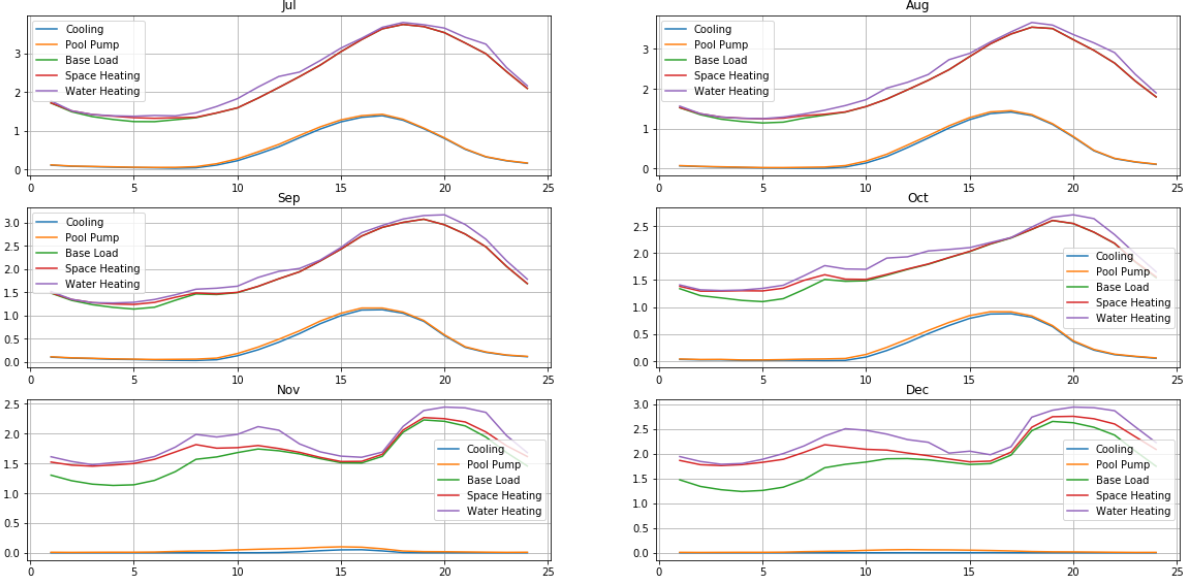 Jul
Cooling
Pool Pump
Base Load
Space Heating
Water Heating
3
2
1
0
0 5 10 15 20 25
Aug
Cooling
Pool Pump
Base Load
Space Heating
Water Heating
3
2
1
0
0 5 10 15 20 25
Sep
Cooling
Pool Pump
Base Load
Space Heating
Water Heating
3.0
2.5
2.0
1.5
1.0
0.5
0.0
0 5 10 15 20 25
Oct
Cooling
Pool Pump
Base Load
Space Heating
Water Heating
2.5
2.0
1.5
1.0
0.5
0.0
0 5 10 15 20 25
Nov
Cooling
Pool Pump
Base Load
Space Heating
Water Heating
2.5
2.0
1.5
1.0
0.5
0.0
0 5 10 15 20 25
Dec
Cooling
Pool Pump
Base Load
Space Heating
Water Heating
3.0
2.5
2.0
1.5
1.0
0.5
0.0
0 5 10 15 20 25